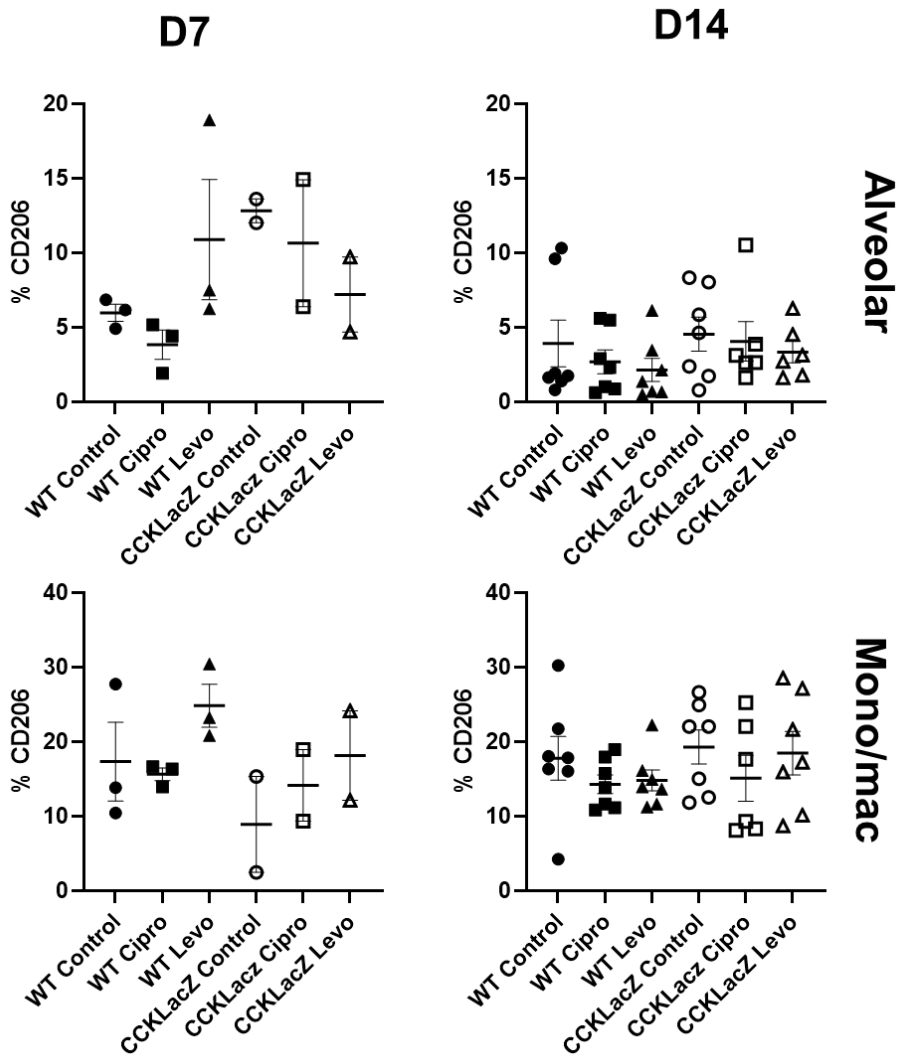 D7
D14
% CD206
20
15
10
5
0
WT Control
WT Cipro
WT Levo
CCKLacZ Control
CCKLacZ Cipro
CCKLacZ Levo
% CD206
20
15
10
5
0
WT Control
WT Cipro
WT Levo
CCKLacZ Control
CCKLacZ Cipro
CCKLacZ Levo
Alveolar
% CD206
40
30
20
10
0
WT Control
WT Cipro
WT Levo
CCKLacZ Control
CCKLacZ Cipro
CCKLacZ Levo
% CD206
40
30
20
10
0
WT Control
WT Cipro
WT Levo
CCKLacZ Control
CCKLacZ Cipro
CCKLacZ Levo
Mono/mac